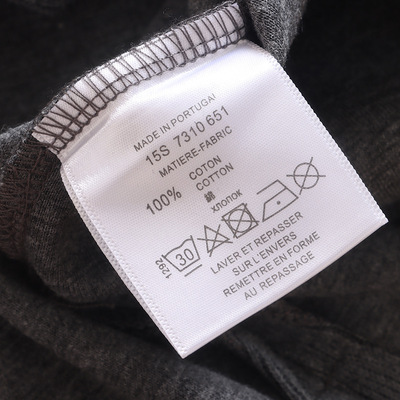 MADE IN PORTUGAL
15S 7310 651
MATIERE-FABRIC
100% COTON
COTTON
綿
хлопок
30
LAVER ET REPASSER
SUR L'ENVERS
REMETTRE EN FORME
AU REPASSAGE